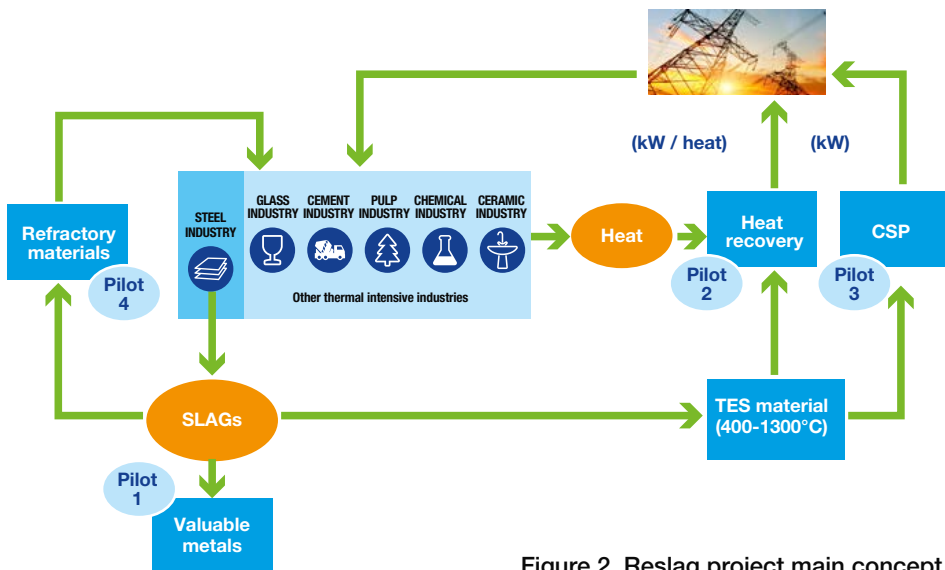 (kW / heat)
(kW)
STEEL
INDUSTRY
GLASS
INDUSTRY
CEMENT
INDUSTRY
PULP
INDUSTRY
CHEMICAL
INDUSTRY
CERAMIC
INDUSTRY
Other thermal intensive industries
Refractory
materials
Pilot
4
Heat
Heat
recovery
Pilot
2
CSP
Pilot
3
SLAGs
TES material
(400-1300°C)
Pilot
1
Valuable
metals
Figure 2. Reslag project main concept